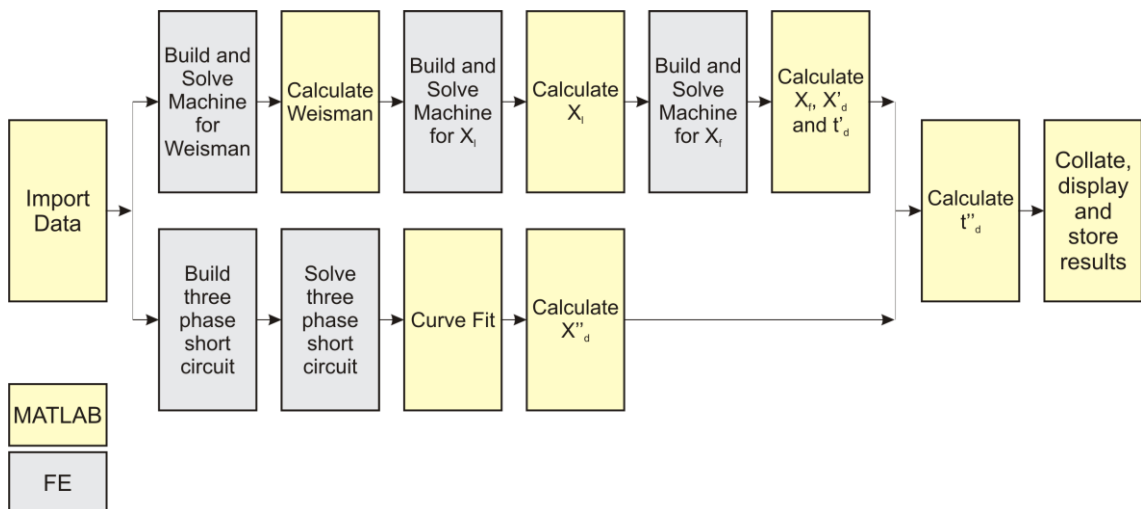 Import
Data
Build and
Solve
Machine
for
Weisman
Calculate
Weisman
Build and
Solve
Machine
for Xl
Calculate
Xl
Build and
Solve
Machine
for Xf
Calculate
Xf, X'd
and t'd
Build
three
phase
short
circuit
Solve
three
phase
short
circuit
Curve Fit
Calculate
X"d
Calculate
t"d
Collate,
display
and
store
results
MATLAB
FE